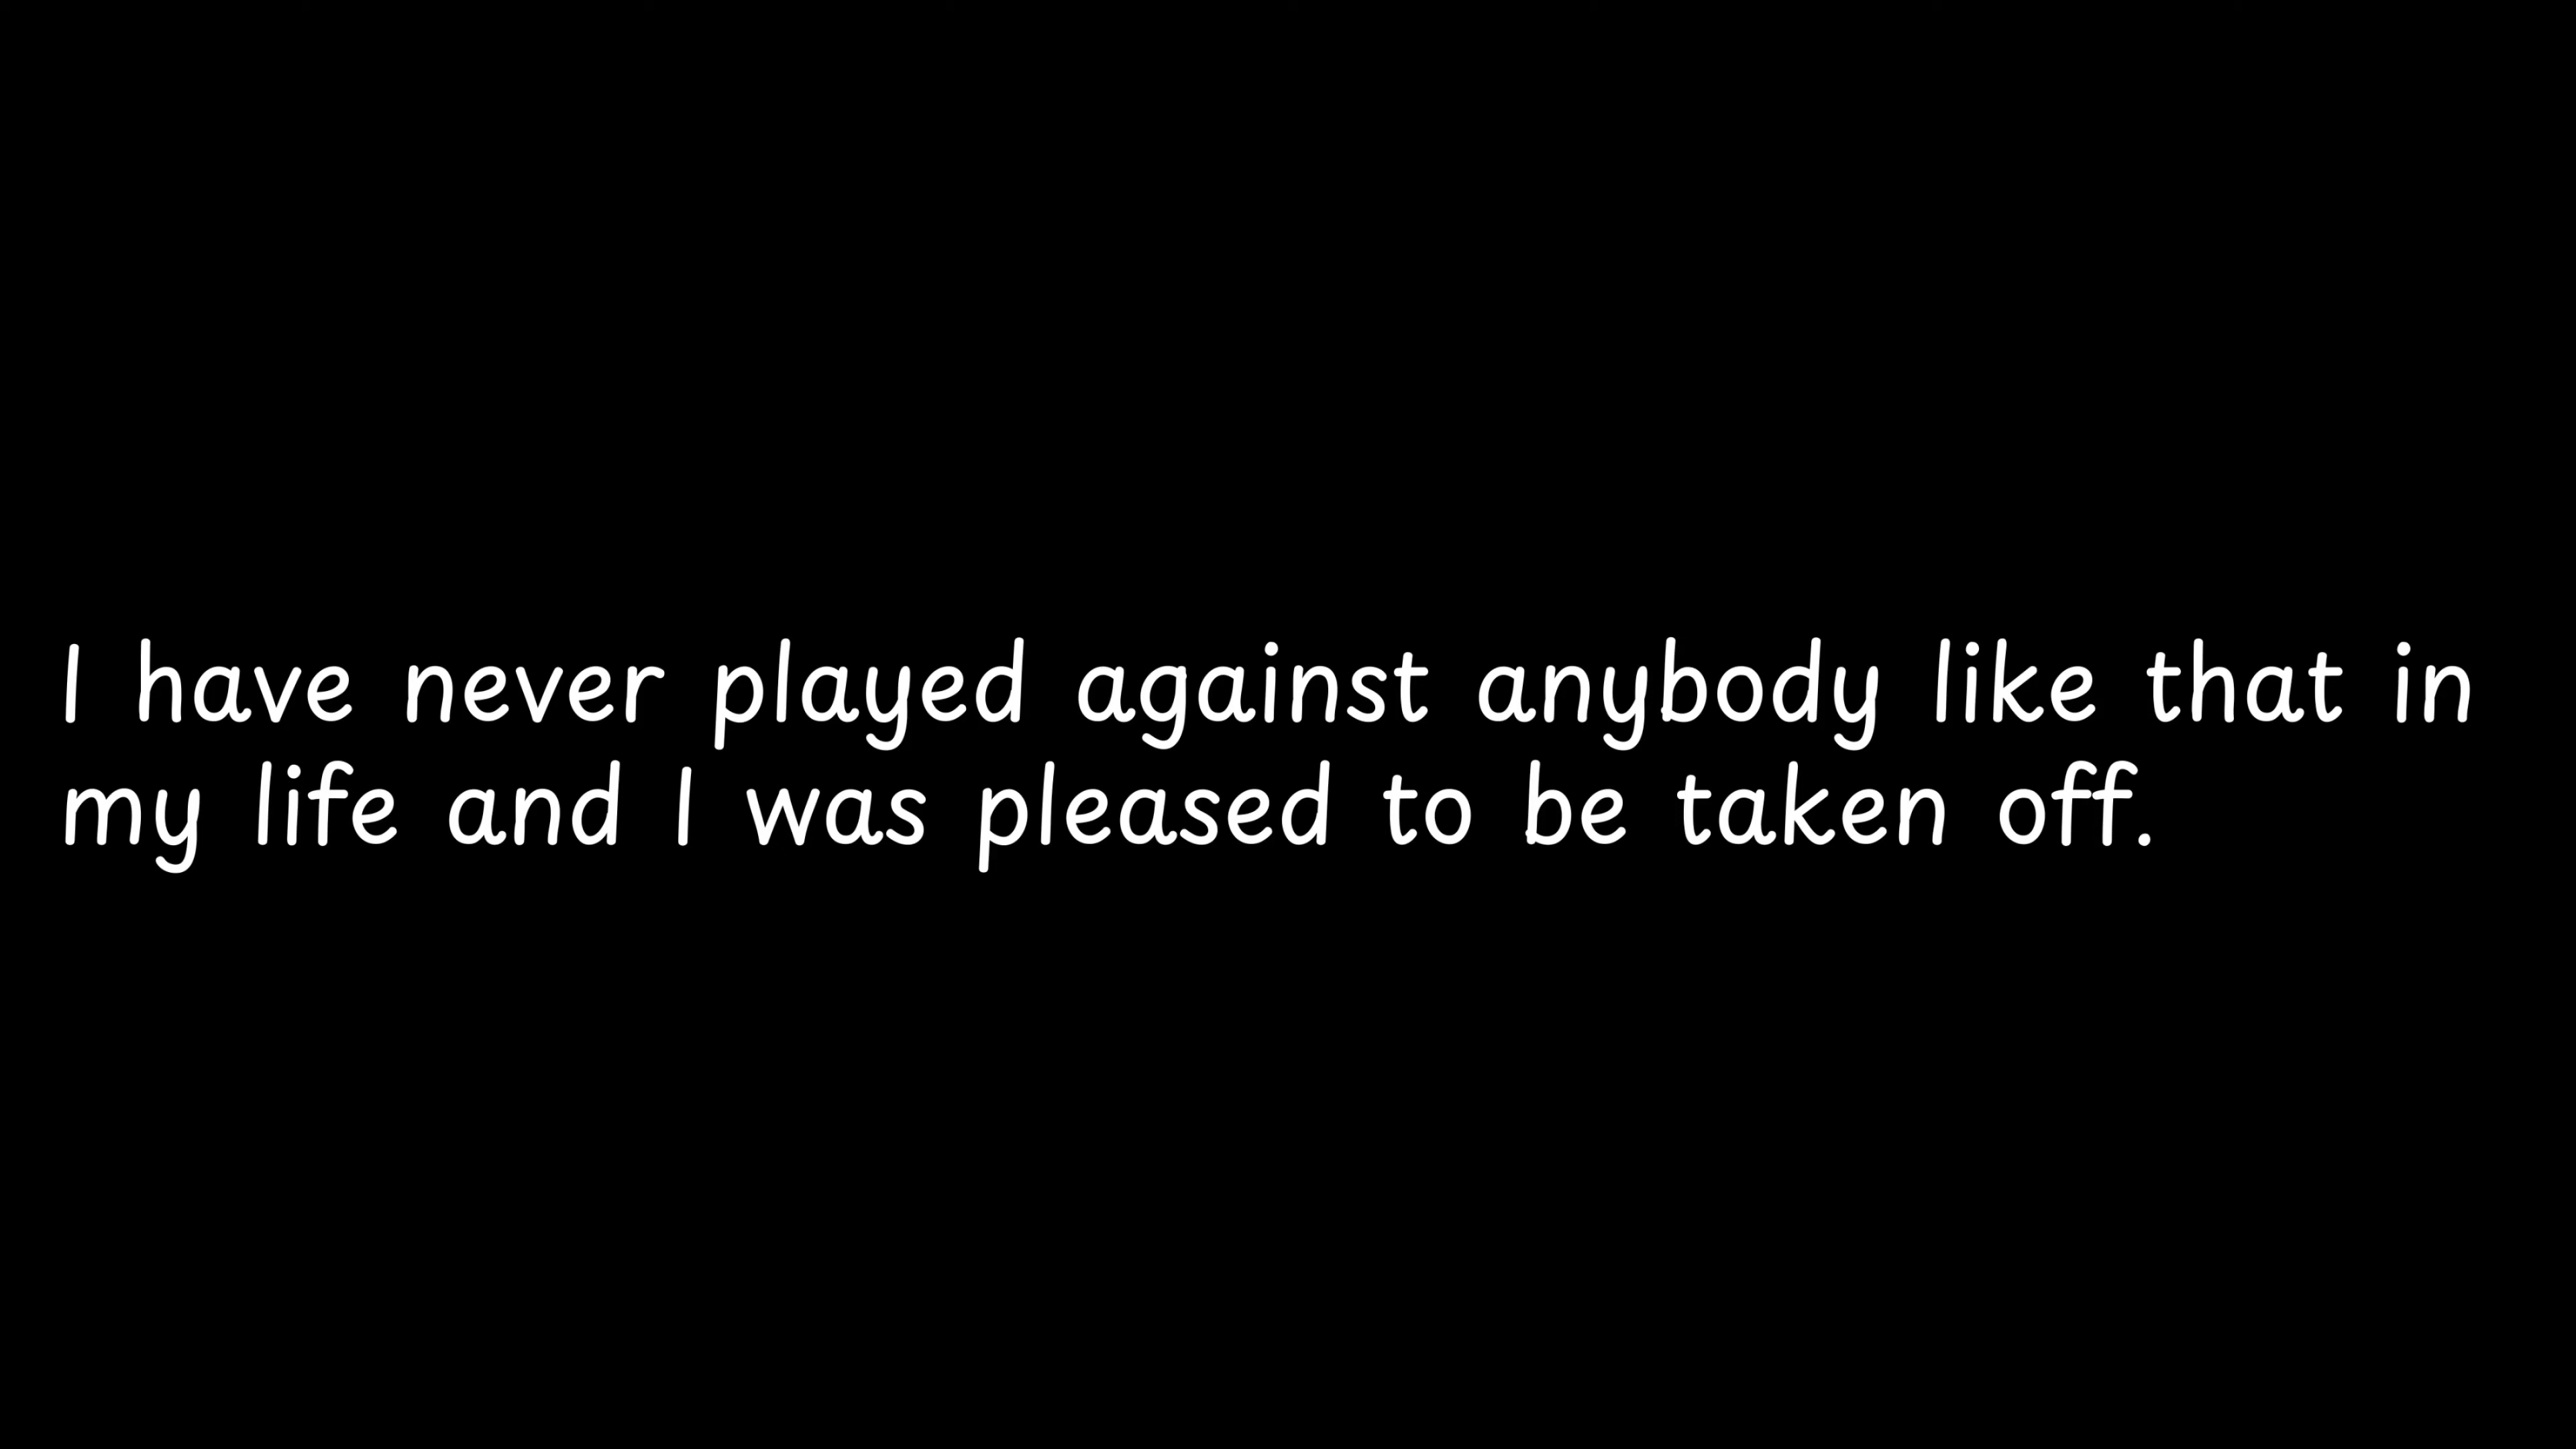 I have never played against anybody like that in
my life and I was pleased to be taken off.